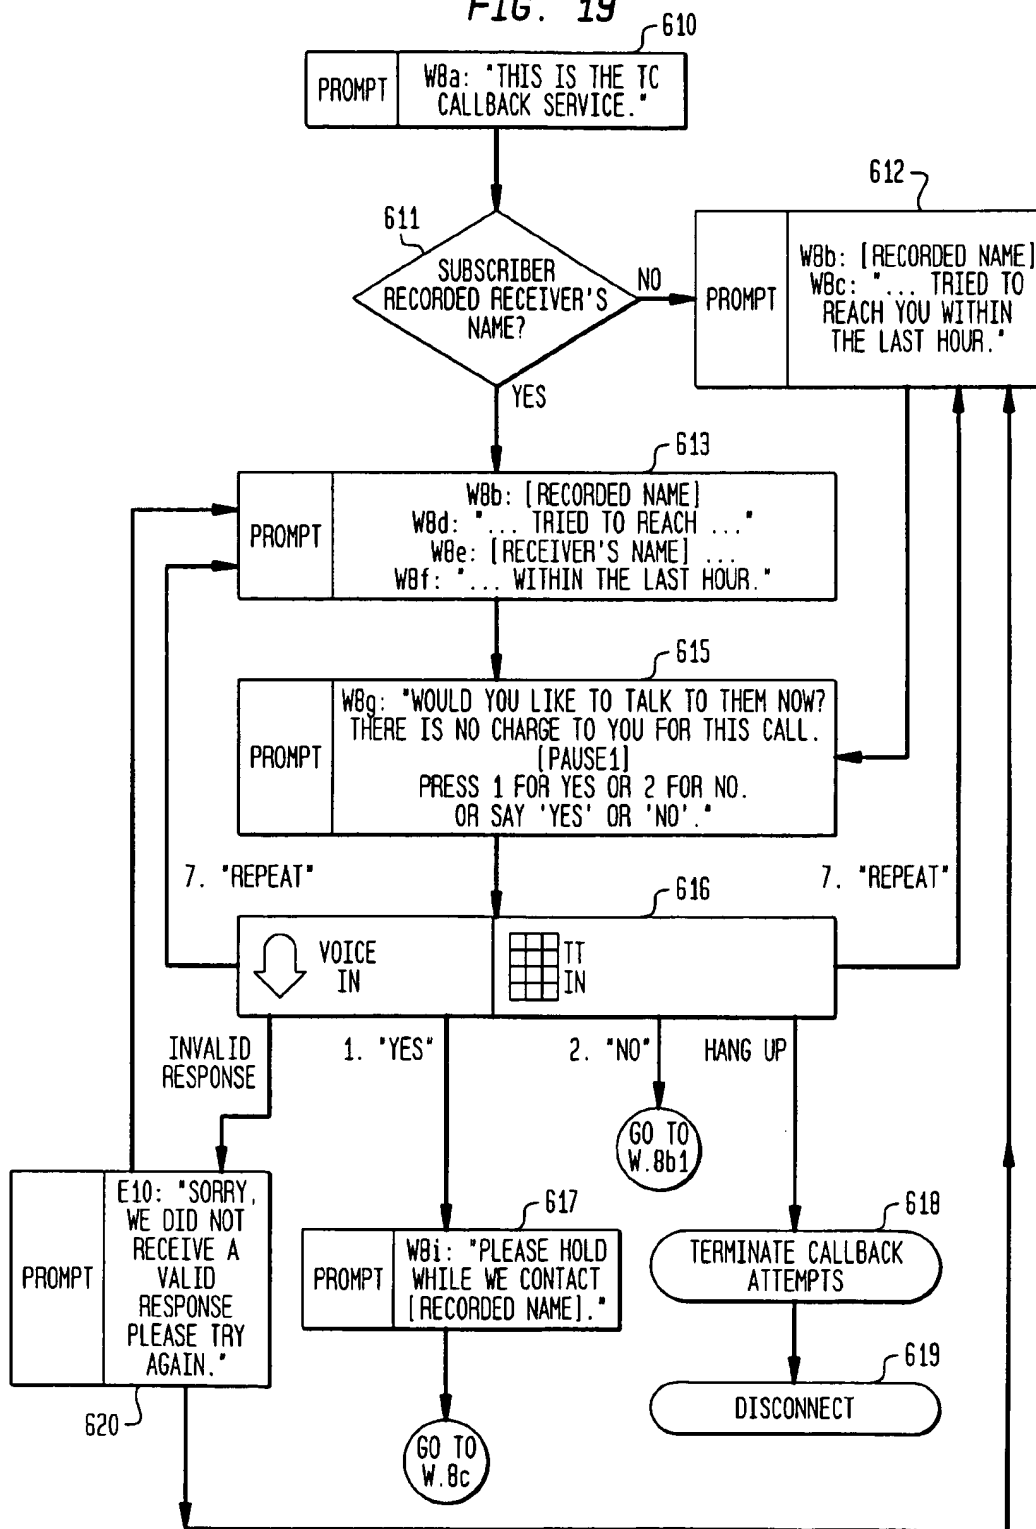 FIG. 19
610
PROMPT
W8a: "THIS IS THE TC
CALLBACK SERVICE."
611
SUBSCRIBER
RECORDED RECEIVER'S
NAME?
NO
YES
612
PROMPT
W8b: [RECORDED NAME]
W8c: "... TRIED TO
REACH YOU WITHIN
THE LAST HOUR."
613
PROMPT
W8b: [RECORDED NAME]
W8d: "... TRIED TO REACH ..."
W8e: [RECEIVER'S NAME] ...
W8f: "... WITHIN THE LAST HOUR."
615
PROMPT
W8g: "WOULD YOU LIKE TO TALK TO THEM NOW?
THERE IS NO CHARGE TO YOU FOR THIS CALL.
[PAUSE1]
PRESS 1 FOR YES OR 2 FOR NO.
OR SAY 'YES' OR 'NO'."
7. "REPEAT"
616
7. "REPEAT"
VOICE
IN
TT
IN
INVALID
RESPONSE
1. "YES"
2. "NO"
HANG UP
GO TO
W.8b1
PROMPT
E10: "SORRY,
WE DID NOT
RECEIVE A
VALID
RESPONSE
PLEASE TRY
AGAIN."
620
617
PROMPT
W8i: "PLEASE HOLD
WHILE WE CONTACT
[RECORDED NAME]."
GO TO
W.8c
618
TERMINATE CALLBACK
ATTEMPTS
619
DISCONNECT